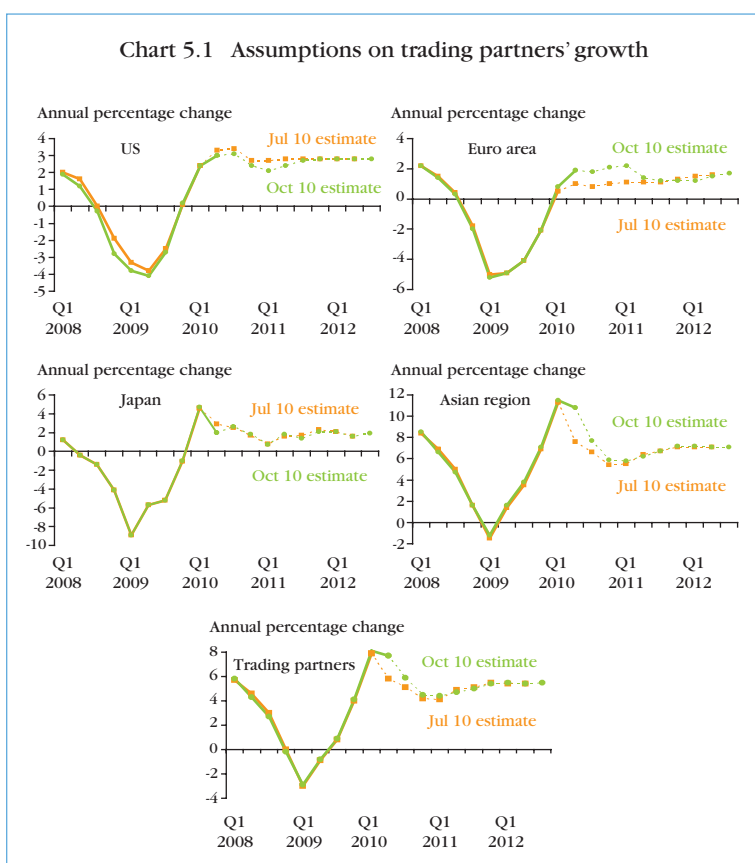 Chart 5.1 Assumptions on trading partners' growth
Annual percentage change
US
Jul 10 estimate
Oct 10 estimate
4
3
2
1
0
-1
-2
-3
-4
-5
Q1 Q1 Q1 Q1 Q1
2008 2009 2010 2011 2012
Annual percentage change
Euro area
Oct 10 estimate
Jul 10 estimate
4
2
0
-2
-4
-6
Q1 Q1 Q1 Q1 Q1
2008 2009 2010 2011 2012
Annual percentage change
Japan
Jul 10 estimate
Oct 10 estimate
6
4
2
0
-2
-4
-6
-8
-10
Q1 Q1 Q1 Q1 Q1
2008 2009 2010 2011 2012
Annual percentage change
Asian region
Oct 10 estimate
Jul 10 estimate
12
10
8
6
4
2
0
-2
Q1 Q1 Q1 Q1 Q1
2008 2009 2010 2011 2012
Annual percentage change
Trading partners
Oct 10 estimate
Jul 10 estimate
8
6
4
2
0
-2
-4
Q1 Q1 Q1 Q1 Q1
2008 2009 2010 2011 2012